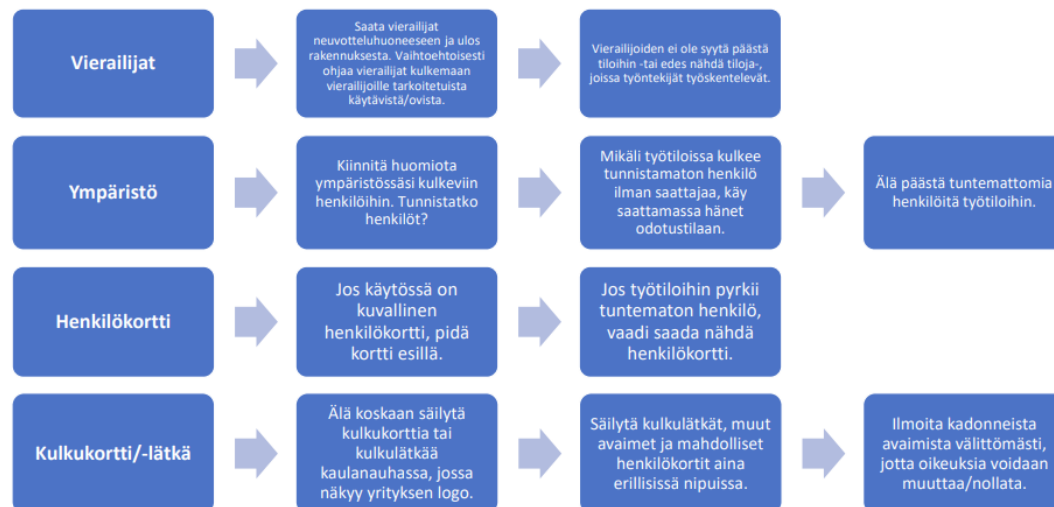 Vierailijat
Saata vierailijat
neuvotteluhuoneeseen ja ulos
rakennuksesta. Vaihtoehtoisesti
ohjaa vierailijat kulkemaan
vierailijoille tarkoitetuista
käytävistä/ovista.
Vierailijoiden ei ole syytä päästä
tiloihin -tai edes nähdä tiloja-,
joissa työntekijät työskentelevät.
Ympäristö
Kiinnitä huomiota
ympäristössäsi kulkeviin
henkilöihin. Tunnistatko
henkilöt?
Mikäli työtiloissa kulkee
tunnistamaton henkilö
ilman saattajaa, käy
saattamassa hänet
odotustilaan.
Älä päästä tuntemattomia
henkilöitä työtiloihin.
Henkilökortti
Jos käytössä on
kuvallinen
henkilökortti, pidä
kortti esillä.
Jos työtiloihin pyrkii
tuntematon henkilö,
vaadi saada nähdä
henkilökortti.
Kulkukortti/-lätkä
Älä koskaan säilytä
kulkukorttia tai
kulkulätkää
kaulanauhassa, jossa
näkyy yrityksen logo.
Säilytä kulkulätkät, muut
avaimet ja mahdolliset
henkilökortit aina
erillisissä nipuissa.
Ilmoita kadonneista
avaimista välittömästi,
jotta oikeuksia voidaan
muuttaa/nollata.